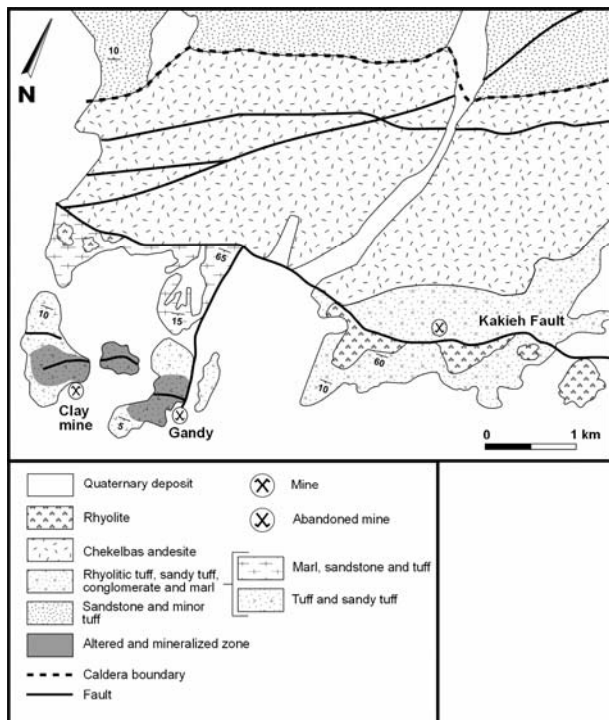 10
N
65
10
15
Kakieh Fault
60
10
Clay
mine
5
Gandy
0 1 km
Quaternary deposit
Rhyolite
Chekelbas andesite
Rhyolitic tuff, sandy tuff,
conglomerate and marl
Sandstone and minor
tuff
Altered and mineralized zone
Caldera boundary
Fault
Mine
Abandoned mine
Marl, sandstone and tuff
Tuff and sandy tuff